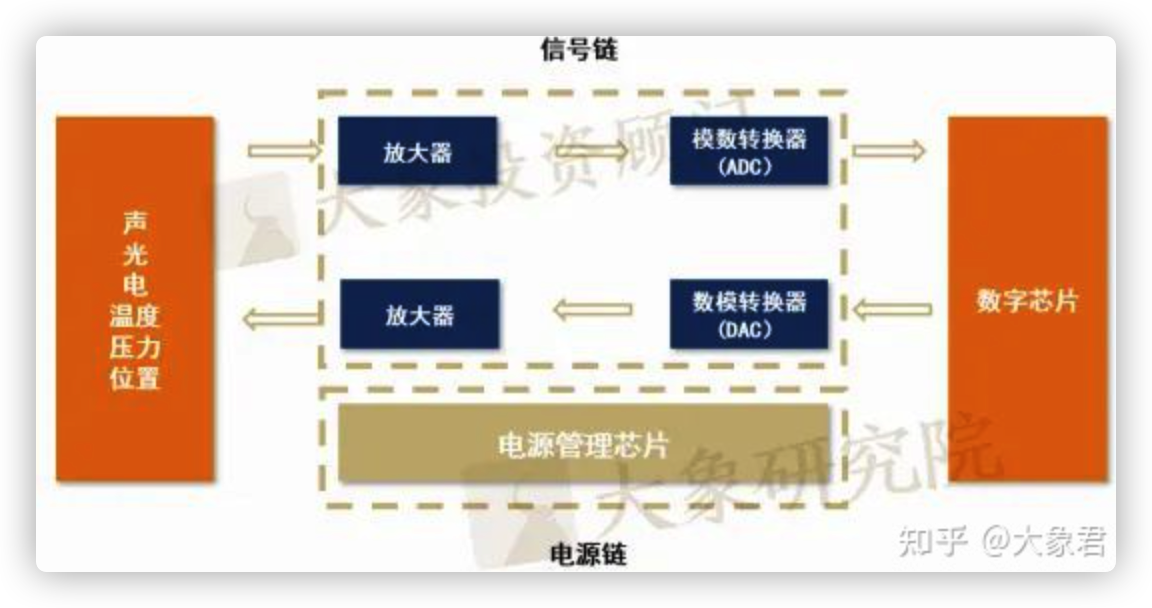 信号链
声
光
电
温度
压力
位置
放大器
模数转换器
(ADC)
放大器
数模转换器
(DAC)
数字芯片
电源管理芯片
电源链
大象投资顾问
大象研究院
知乎 @大象君